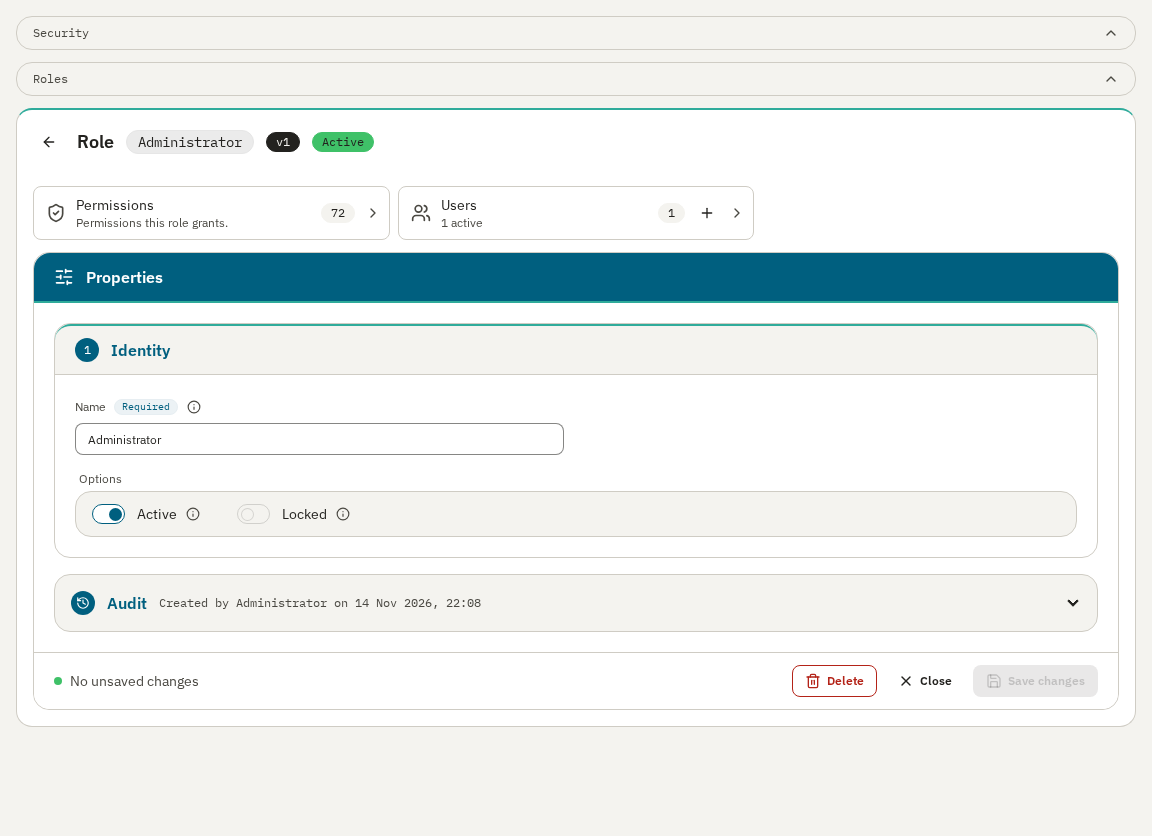 Security
Roles
Role Administrator v1 Active
Permissions
Permissions this role grants.
72
Users
1 active
1
Properties
1 Identity
Name Required
Administrator
Options
Active Locked
Audit Created by Administrator on 14 Nov 2026, 22:08
No unsaved changes
Delete Close Save changes